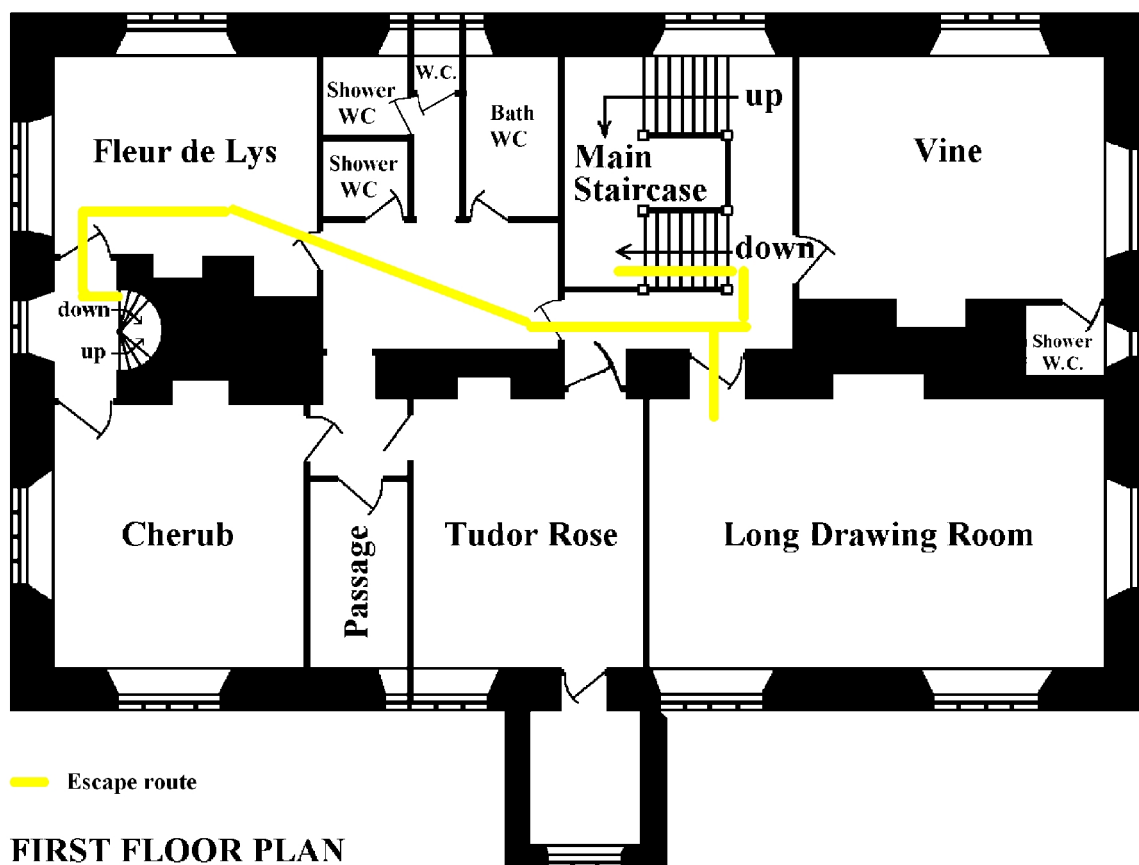 Shower
WC
W.C.
Bath
WC
up
Fleur de Lys
Shower
WC
Main
Staircase
Vine
down
down
up
Shower
W.C.
Cherub
Passage
Tudor Rose
Long Drawing Room
Escape route
FIRST FLOOR PLAN